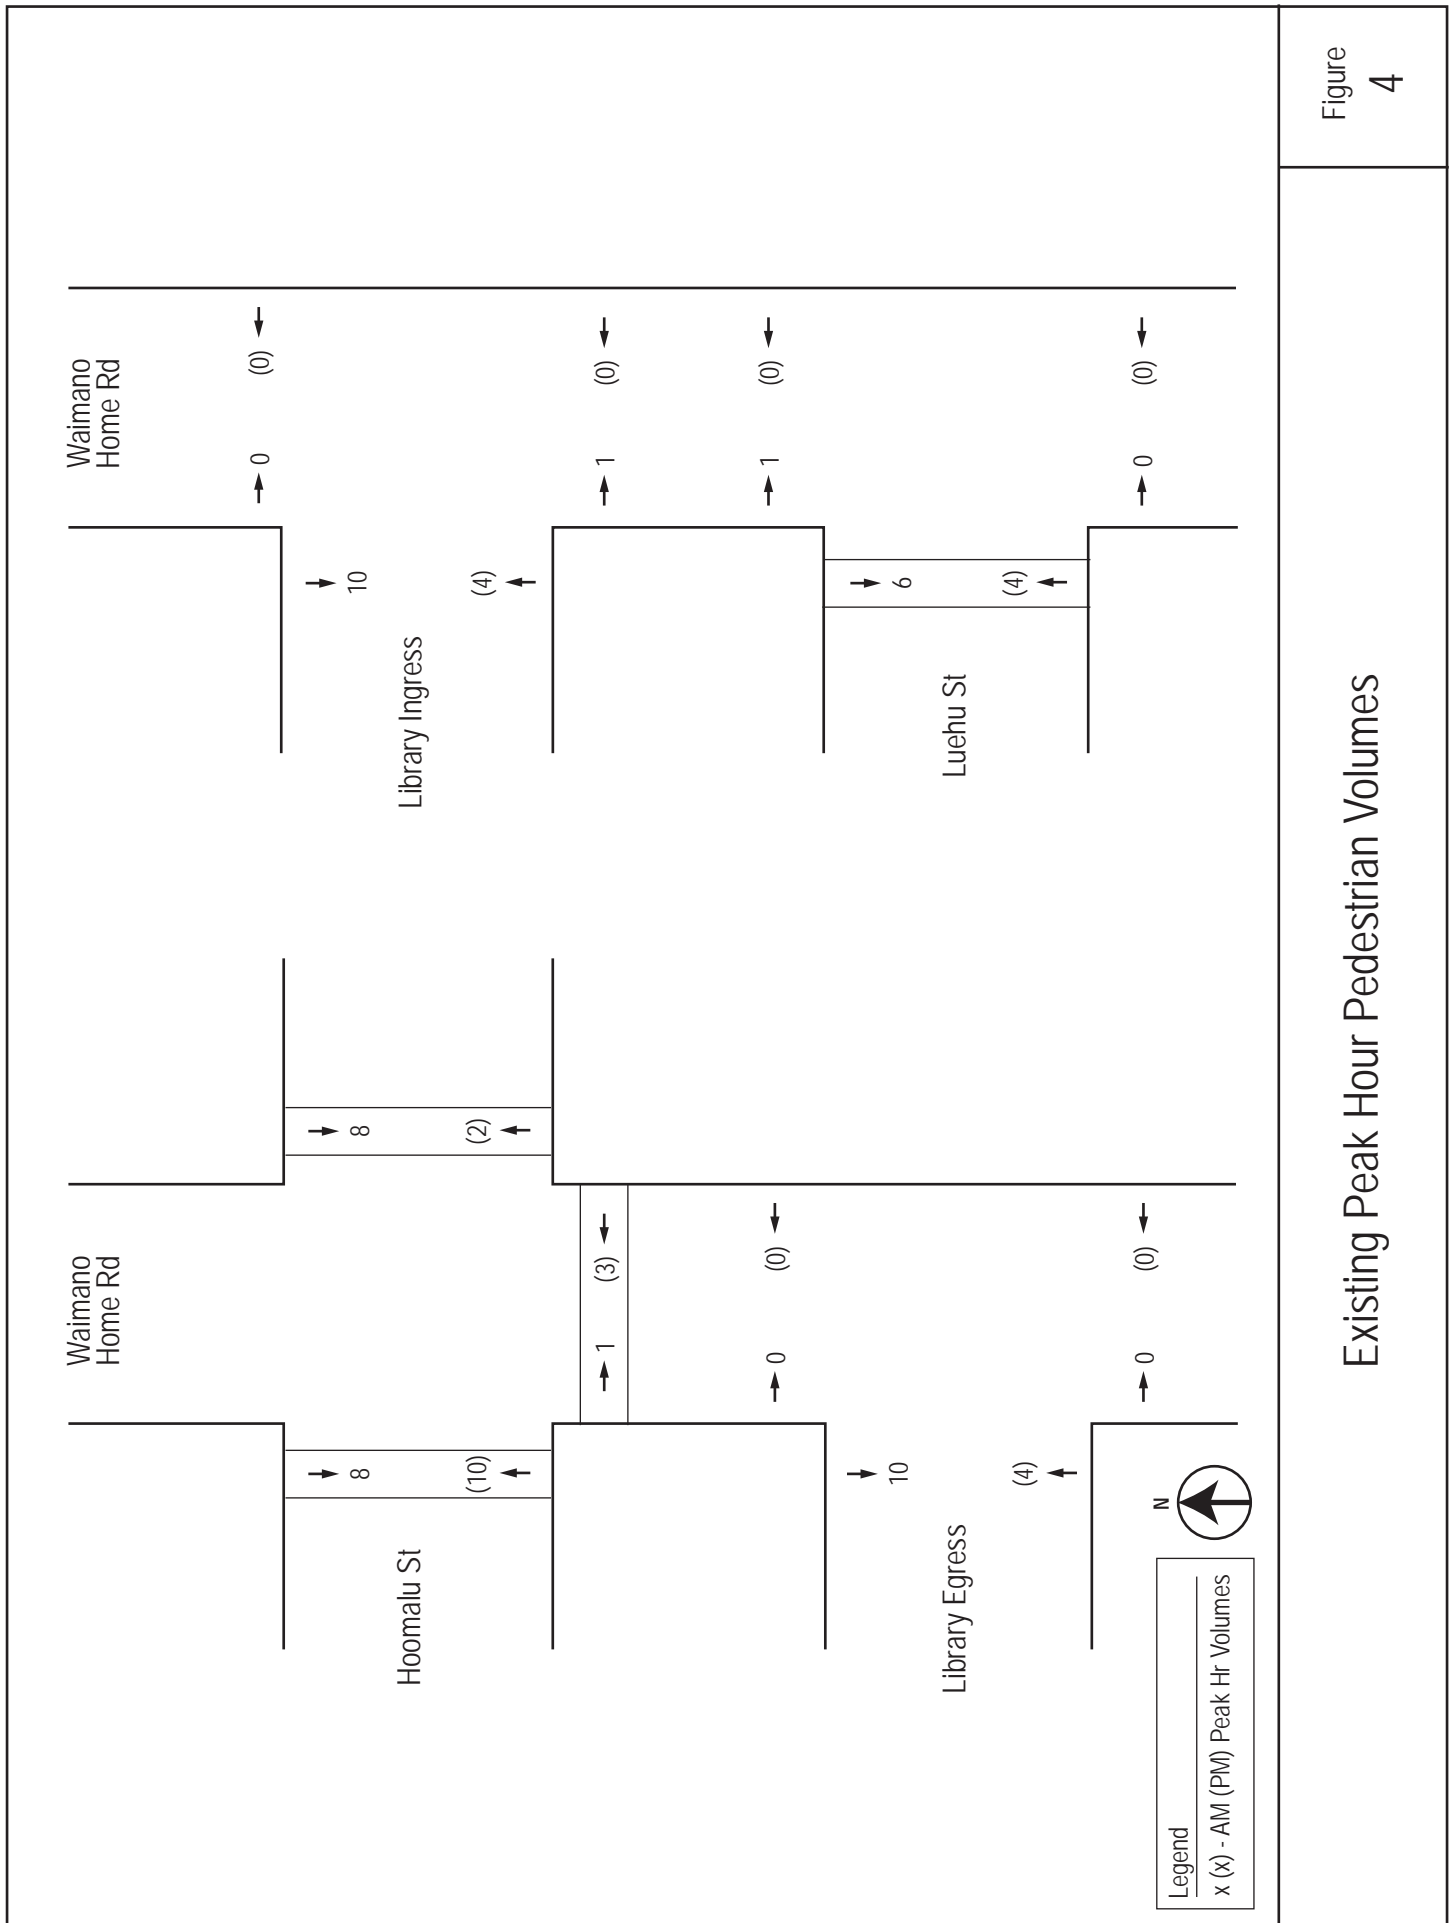 Waimano
Home Rd
8
(10)
8
(2)
Hoomalu St
1
(3)
0
(0)
10
(4)
Library Egress
0
(0)
Waimano
Home Rd
0
(0)
10
(4)
Library Ingress
1
(0)
1
(0)
6
(4)
Luehu St
0
(0)
N
Legend
x (x) - AM (PM) Peak Hr Volumes
Existing Peak Hour Pedestrian Volumes
Figure
4